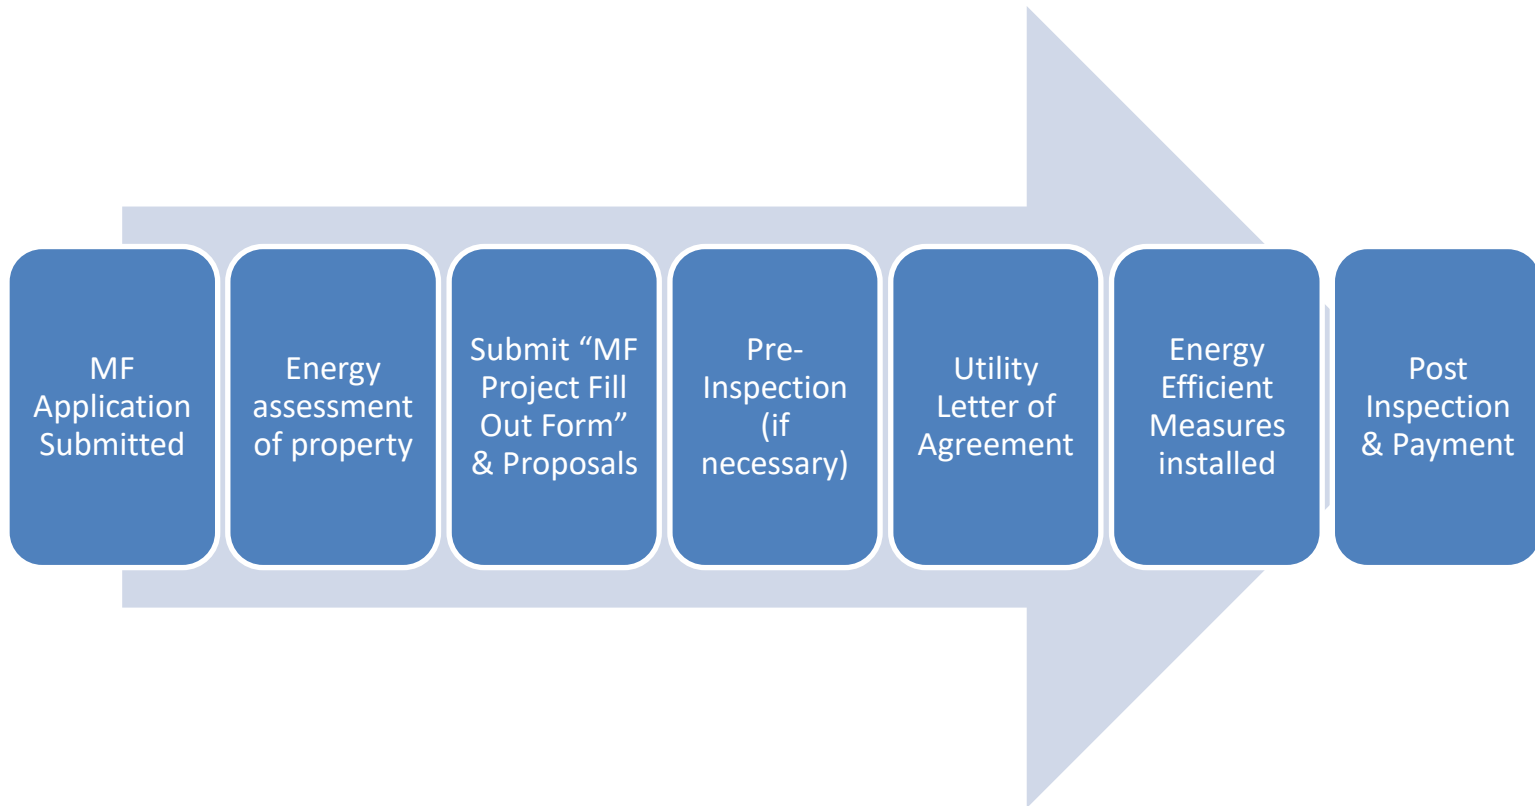 MF
Application
Submitted
Energy
assessment
of property
Submit “MF
Project Fill
Out Form”
& Proposals
Pre-
Inspection
(if
necessary)
Utility
Letter of
Agreement
Energy
Efficient
Measures
installed
Post
Inspection
& Payment